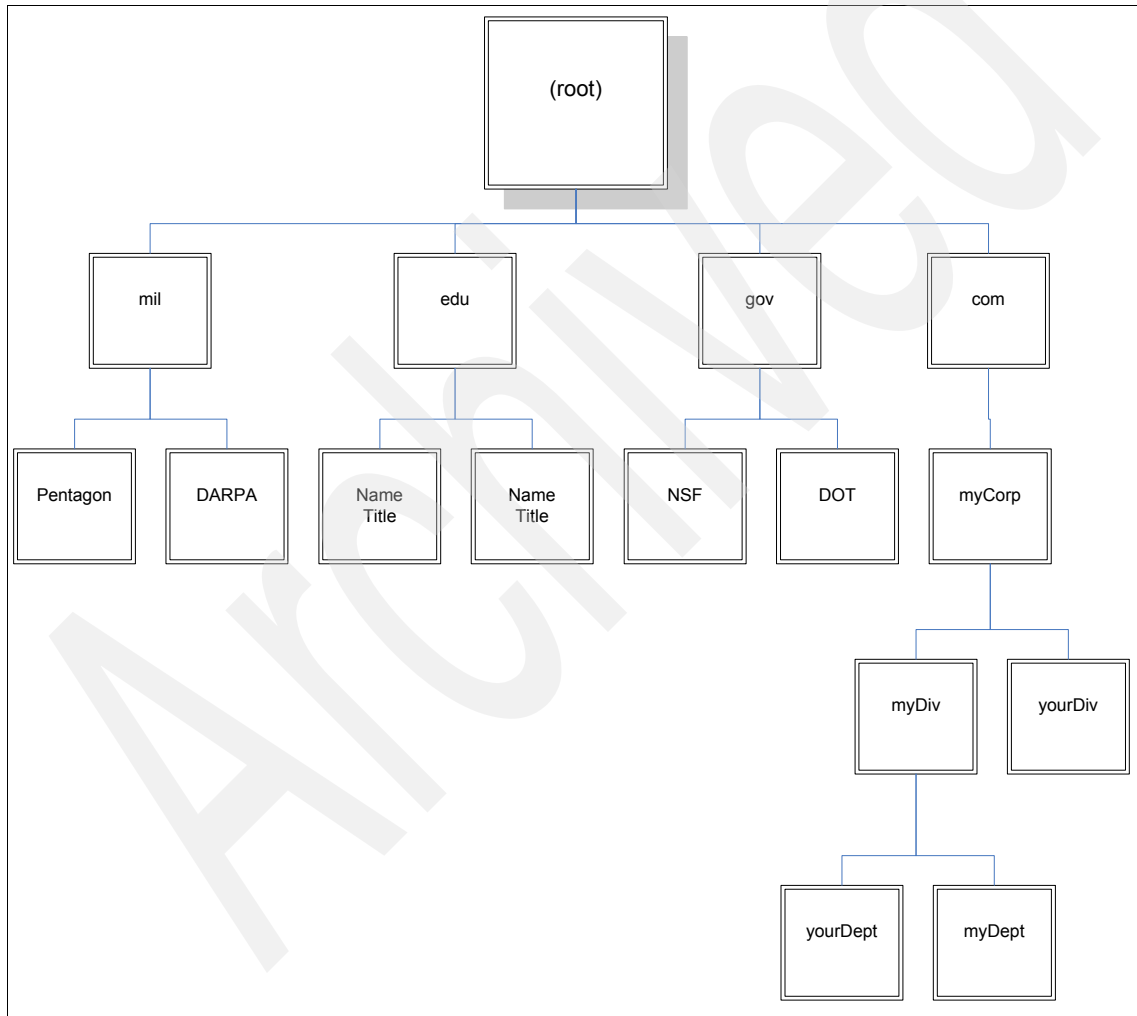 (root)
mil
edu
gov
com
Pentagon
DARPA
Name
Title
Name
Title
NSF
DOT
myCorp
myDiv
yourDiv
yourDept
myDept
Archived